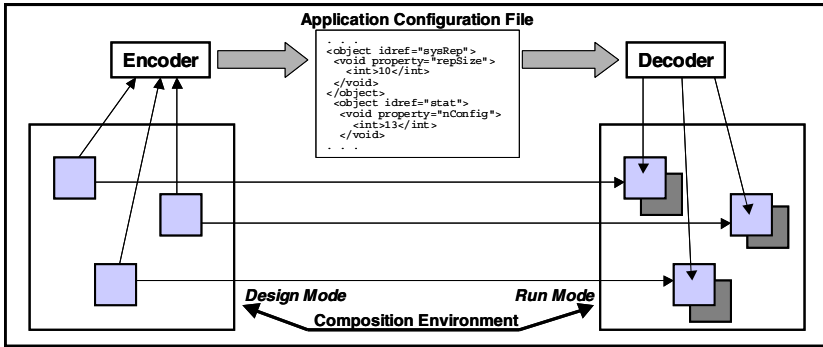 Application Configuration File
Encoder
. . .
<object idref="sysRep">
<void property="repSize">
<int>10</int>
</void>
</object>
<object idref="stat">
<void property="nConfig">
<int>13</int>
</void>
. . .
Decoder
Design Mode
Run Mode
Composition Environment